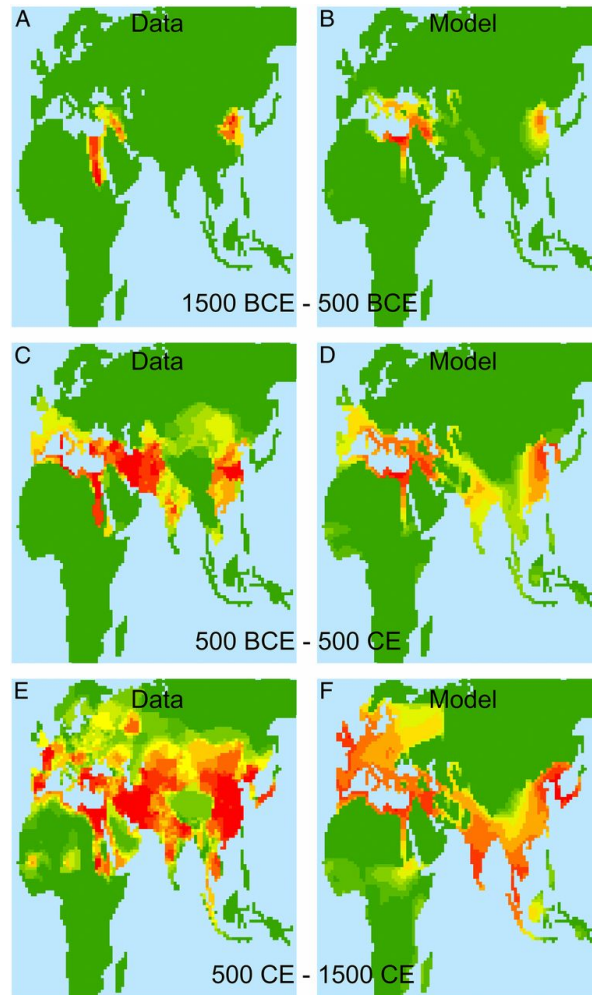 A
Data
B
Model
1500 BCE - 500 BCE
C
Data
D
Model
500 BCE - 500 CE
E
Data
F
Model
500 CE - 1500 CE